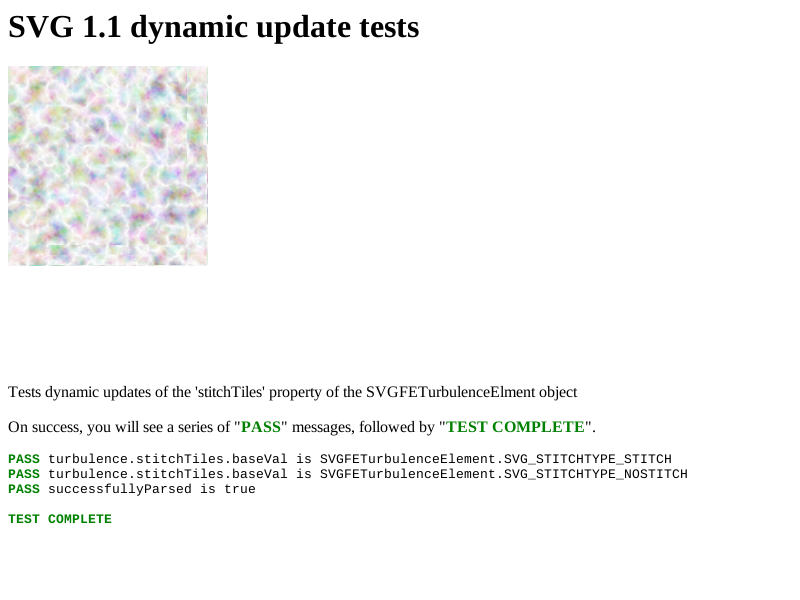 SVG 1.1 dynamic update tests
Tests dynamic updates of the 'stitchTiles' property of the SVGFETurbulenceElment object
On success, you will see a series of "PASS" messages, followed by "TEST COMPLETE".
PASS turbulence.stitchTiles.baseVal is SVGFETurbulenceElement.SVG_STITCHTYPE_STITCH
PASS turbulence.stitchTiles.baseVal is SVGFETurbulenceElement.SVG_STITCHTYPE_NOSTITCH
PASS successfullyParsed is true
TEST COMPLETE